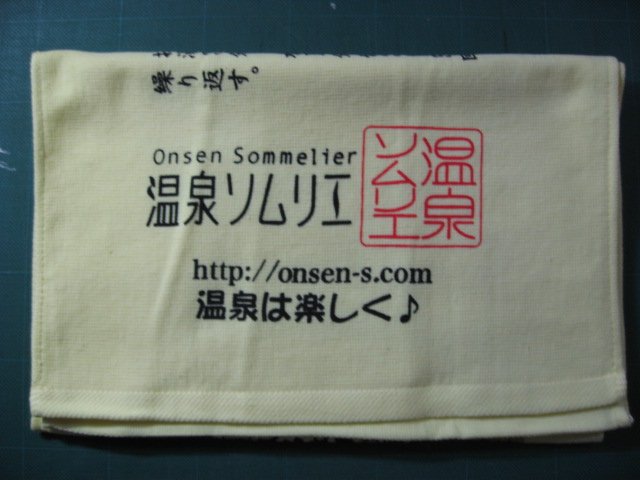 繰り返す。
Onsen Sommelier
温泉ソムリエ
温泉
ソムリエ
http://onsen-s.com
温泉は楽しく♪